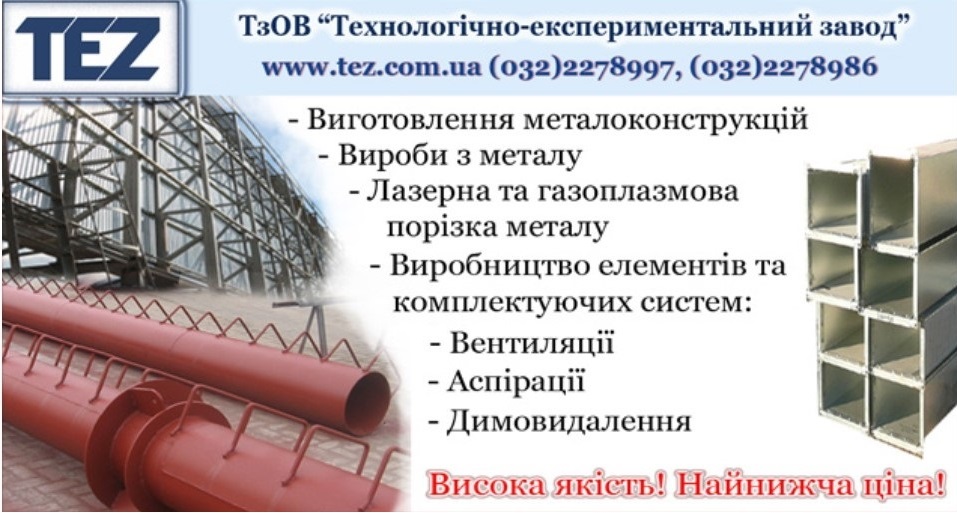 TEZ
ТзОВ “Технологічно-експериментальний завод”
www.tez.com.ua (032)2278997, (032)2278986
- Виготовлення металоконструкцій
- Вироби з металу
- Лазерна та газоплазмова
порізка металу
- Виробництво елементів та
комплектуючих систем:
- Вентиляції
- Аспірації
- Димовидалення
Висока якість! Найнижча ціна!